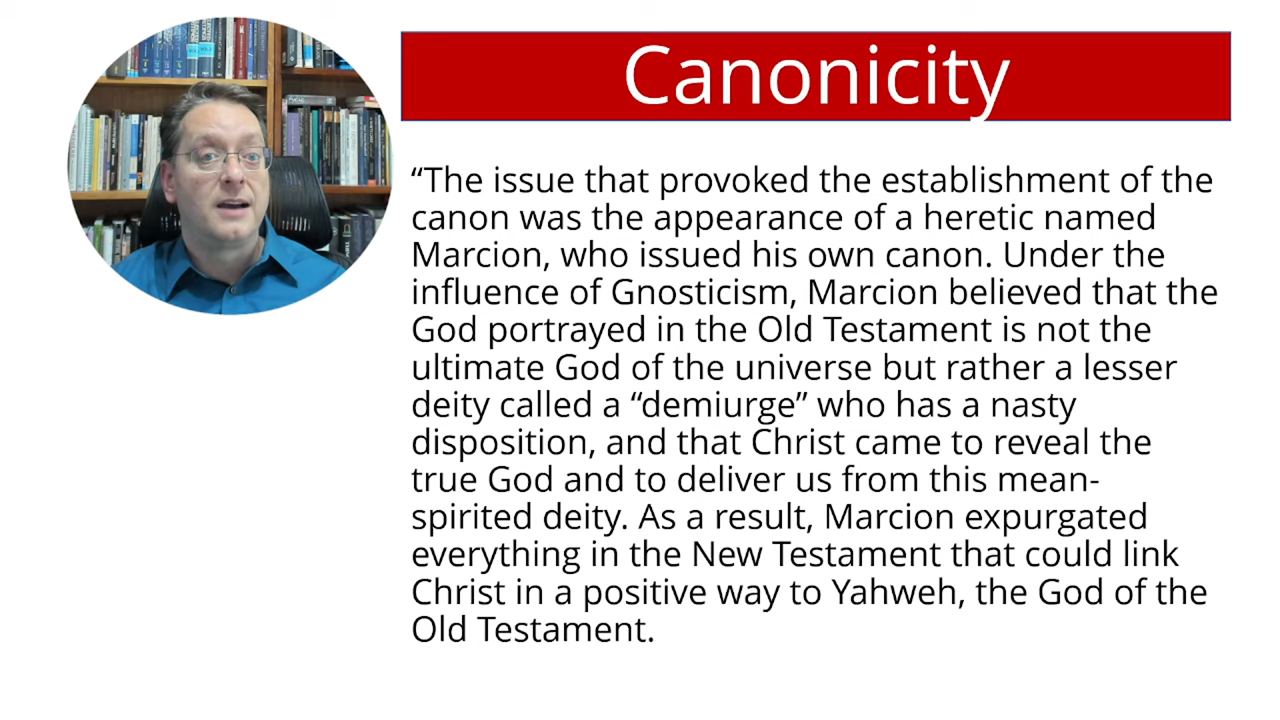 Canonicity
“The issue that provoked the establishment of the
canon was the appearance of a heretic named
Marcion, who issued his own canon. Under the
influence of Gnosticism, Marcion believed that the
God portrayed in the Old Testament is not the
ultimate God of the universe but rather a lesser
deity called a “demiurge” who has a nasty
disposition, and that Christ came to reveal the
true God and to deliver us from this mean-
spirited deity. As a result, Marcion expurgated
everything in the New Testament that could link
Christ in a positive way to Yahweh, the God of the
Old Testament.